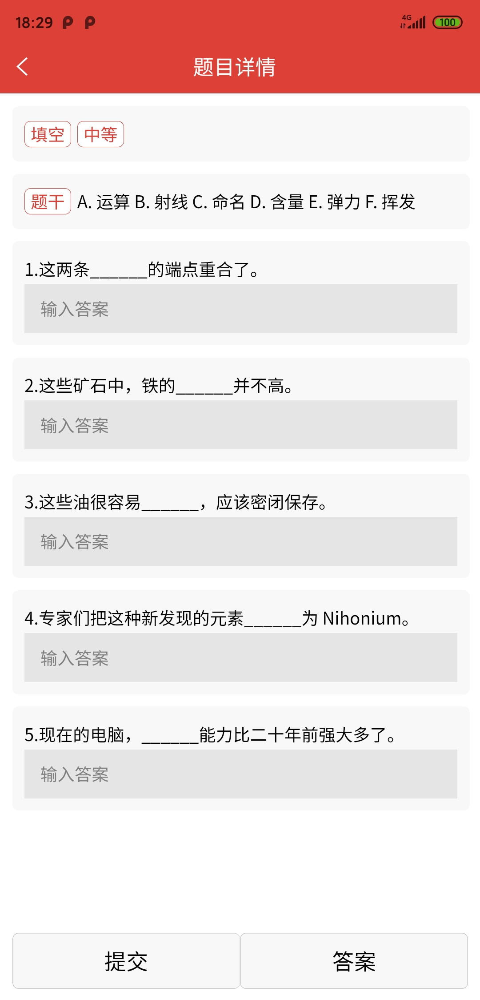 18:29
4G
100
题目详情
填空 中等
题干 A. 运算 B. 射线 C. 命名 D. 含量 E. 弹力 F. 挥发
1.这两条______的端点重合了。
输入答案
2.这些矿石中，铁的______并不高。
输入答案
3.这些油很容易______，应该密闭保存。
输入答案
4.专家们把这种新发现的元素______为 Nihonium。
输入答案
5.现在的电脑，______能力比二十年前强大多了。
输入答案
提交 答案